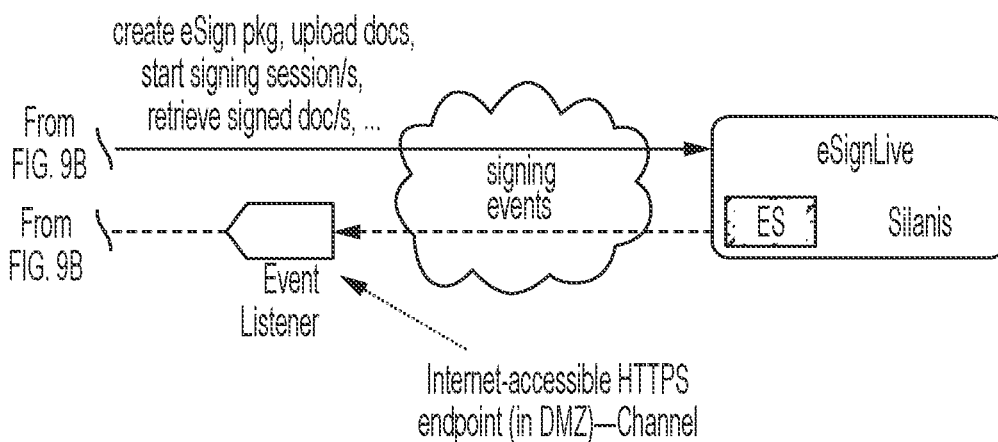 create eSign pkg, upload docs,
start signing session/s,
retrieve signed doc/s, ...
From
FIG. 9B
signing
events
eSignLive
ES
Silanis
From
FIG. 9B
Event
Listener
Internet-accessible HTTPS
endpoint (in DMZ)—Channel